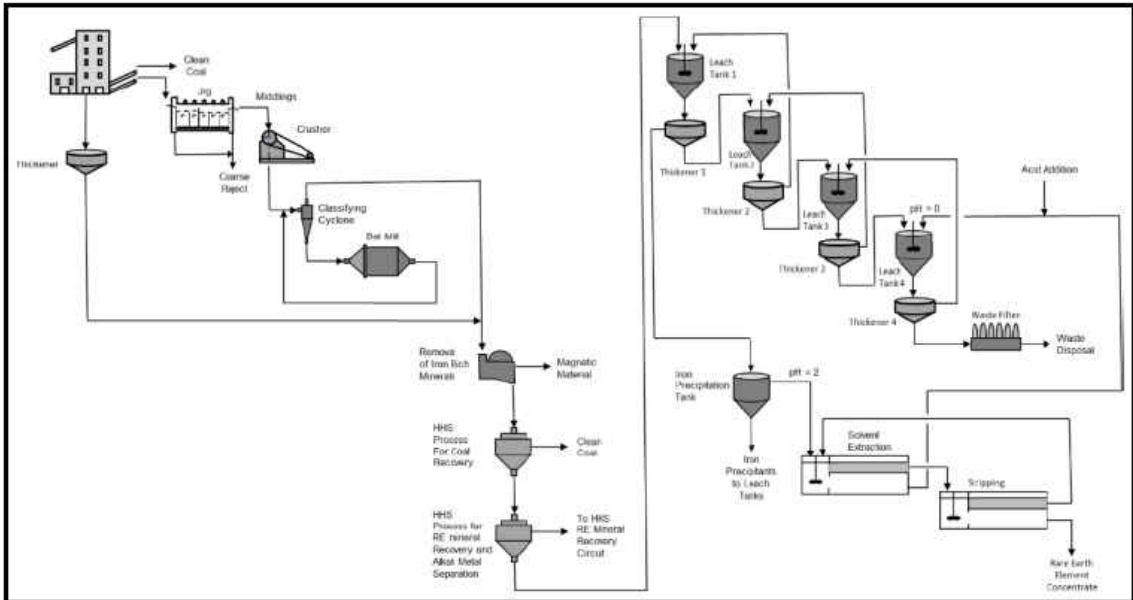 Clean
Coal
Jig
Middlings
Crusher
Thickener
Coarse
Reject
Classifying
Cyclone
Ball Mill
Remova
of Iron Rich
Minerals
Magnetic
Material
HHS
Process
For Coal
Recovery
Clean
Coal
HHS
Process for
RE mineral
Recovery and
Alkali Metal
Separation
To HHS
RE Mineral
Recovery
Circuit
Leach
Tank 1
Thickener 1
Leach
Tank 2
Thickener 2
Leach
Tank 3
Thickener 3
pH = 0
Acid Addition
Leach
Tank 4
Thickener 4
Waste Filter
Waste
Disposal
Iron
Precipitation
Tank
pH = 2
Iron
Precipitants
to Leach
Tanks
Solvent
Extraction
Stripping
Rare Earth
Element
Concentrate